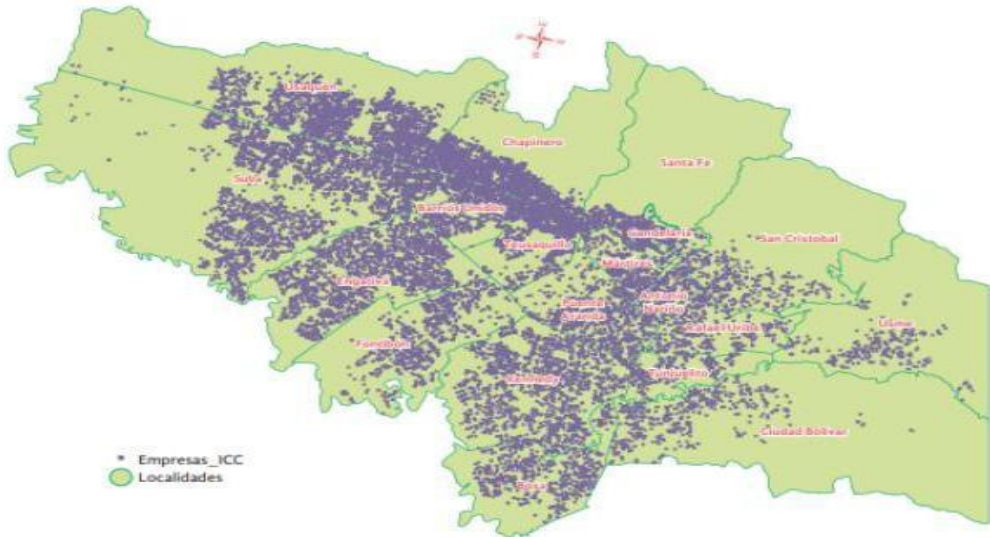 Usaquén
Chapinero
Santa Fe
Suba
Barrios Unidos
Teusaquillo
Candelaria
San Cristobal
Mártires
Engativa
Antonio
Nariño
Puente
Aranda
Rafael Uribe
Usme
Fontibón
Tunjuelito
Kennedy
Ciudad Bolívar
Empresas_ICC
Localidades
Bosa